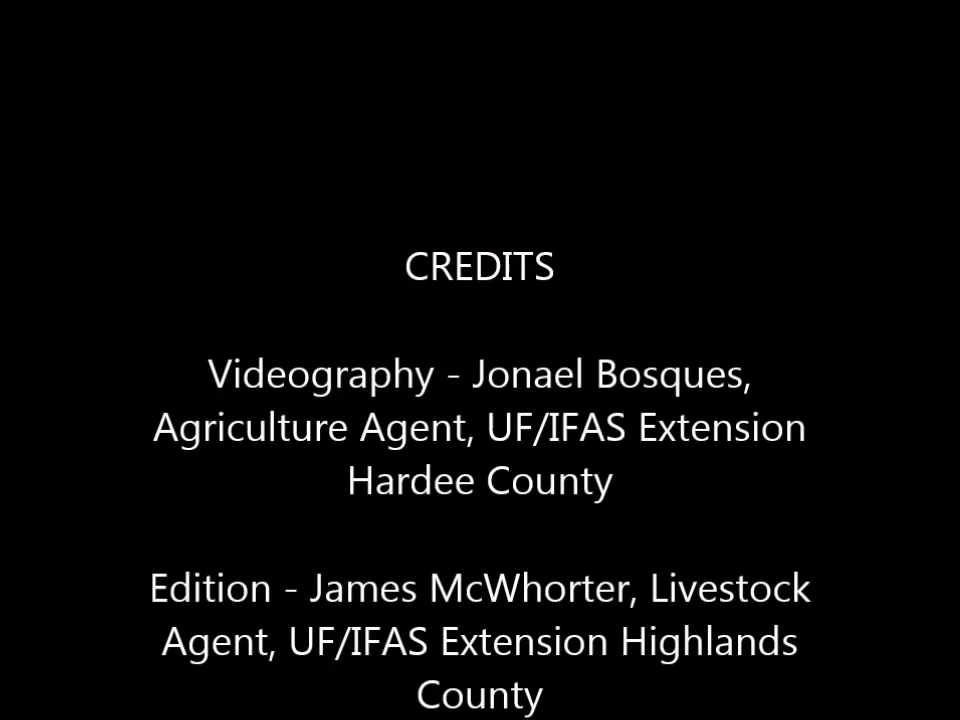 CREDITS
Videography - Jonael Bosques,
Agriculture Agent, UF/IFAS Extension
Hardee County
Edition - James McWhorter, Livestock
Agent, UF/IFAS Extension Highlands
County